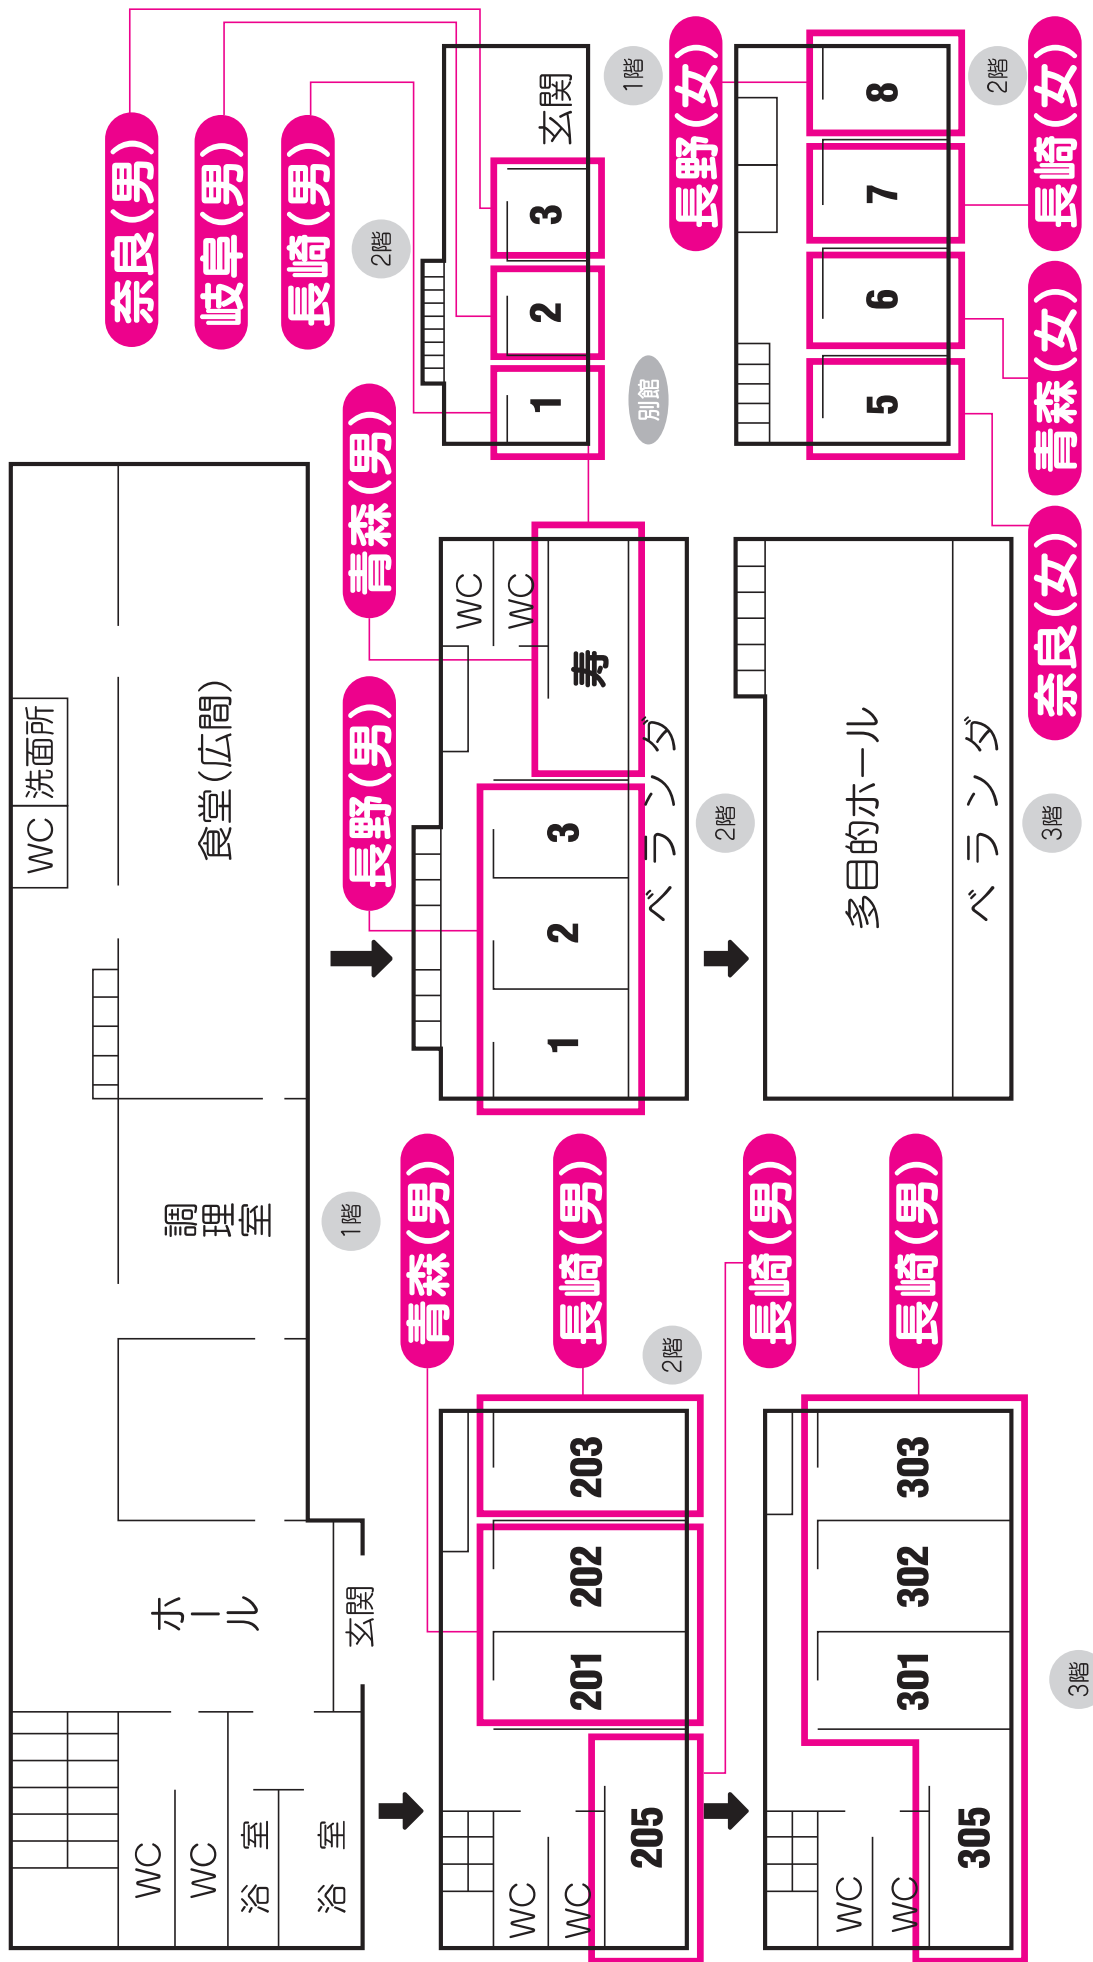 WC
洗面所
食堂(広間)
調理室
ホール
玄関
WC
WC
浴室
浴室
1階
奈良(男)
岐阜(男)
長崎(男)
2階
玄関
1
2
3
1階
別館
長野(女)
5
6
7
8
2階
奈良(女)
青森(女)
長崎(女)
長野(男)
青森(男)
WC
WC
1
2
3
寿
ベランダ
2階
多目的ホール
ベランダ
3階
青森(男)
長崎(男)
WC
WC
205
201
202
203
2階
長崎(男)
長崎(男)
WC
WC
305
301
302
303
3階